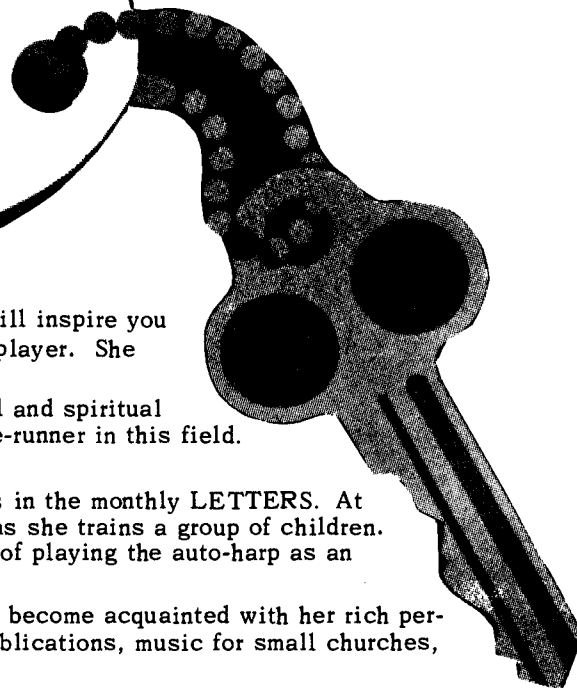 ill inspire you
player. She
l and spiritual
e-runner in this field.
s in the monthly LETTERS. At
as she trains a group of children.
of playing the auto-harp as an
become acquainted with her rich per-
blications, music for small churches,